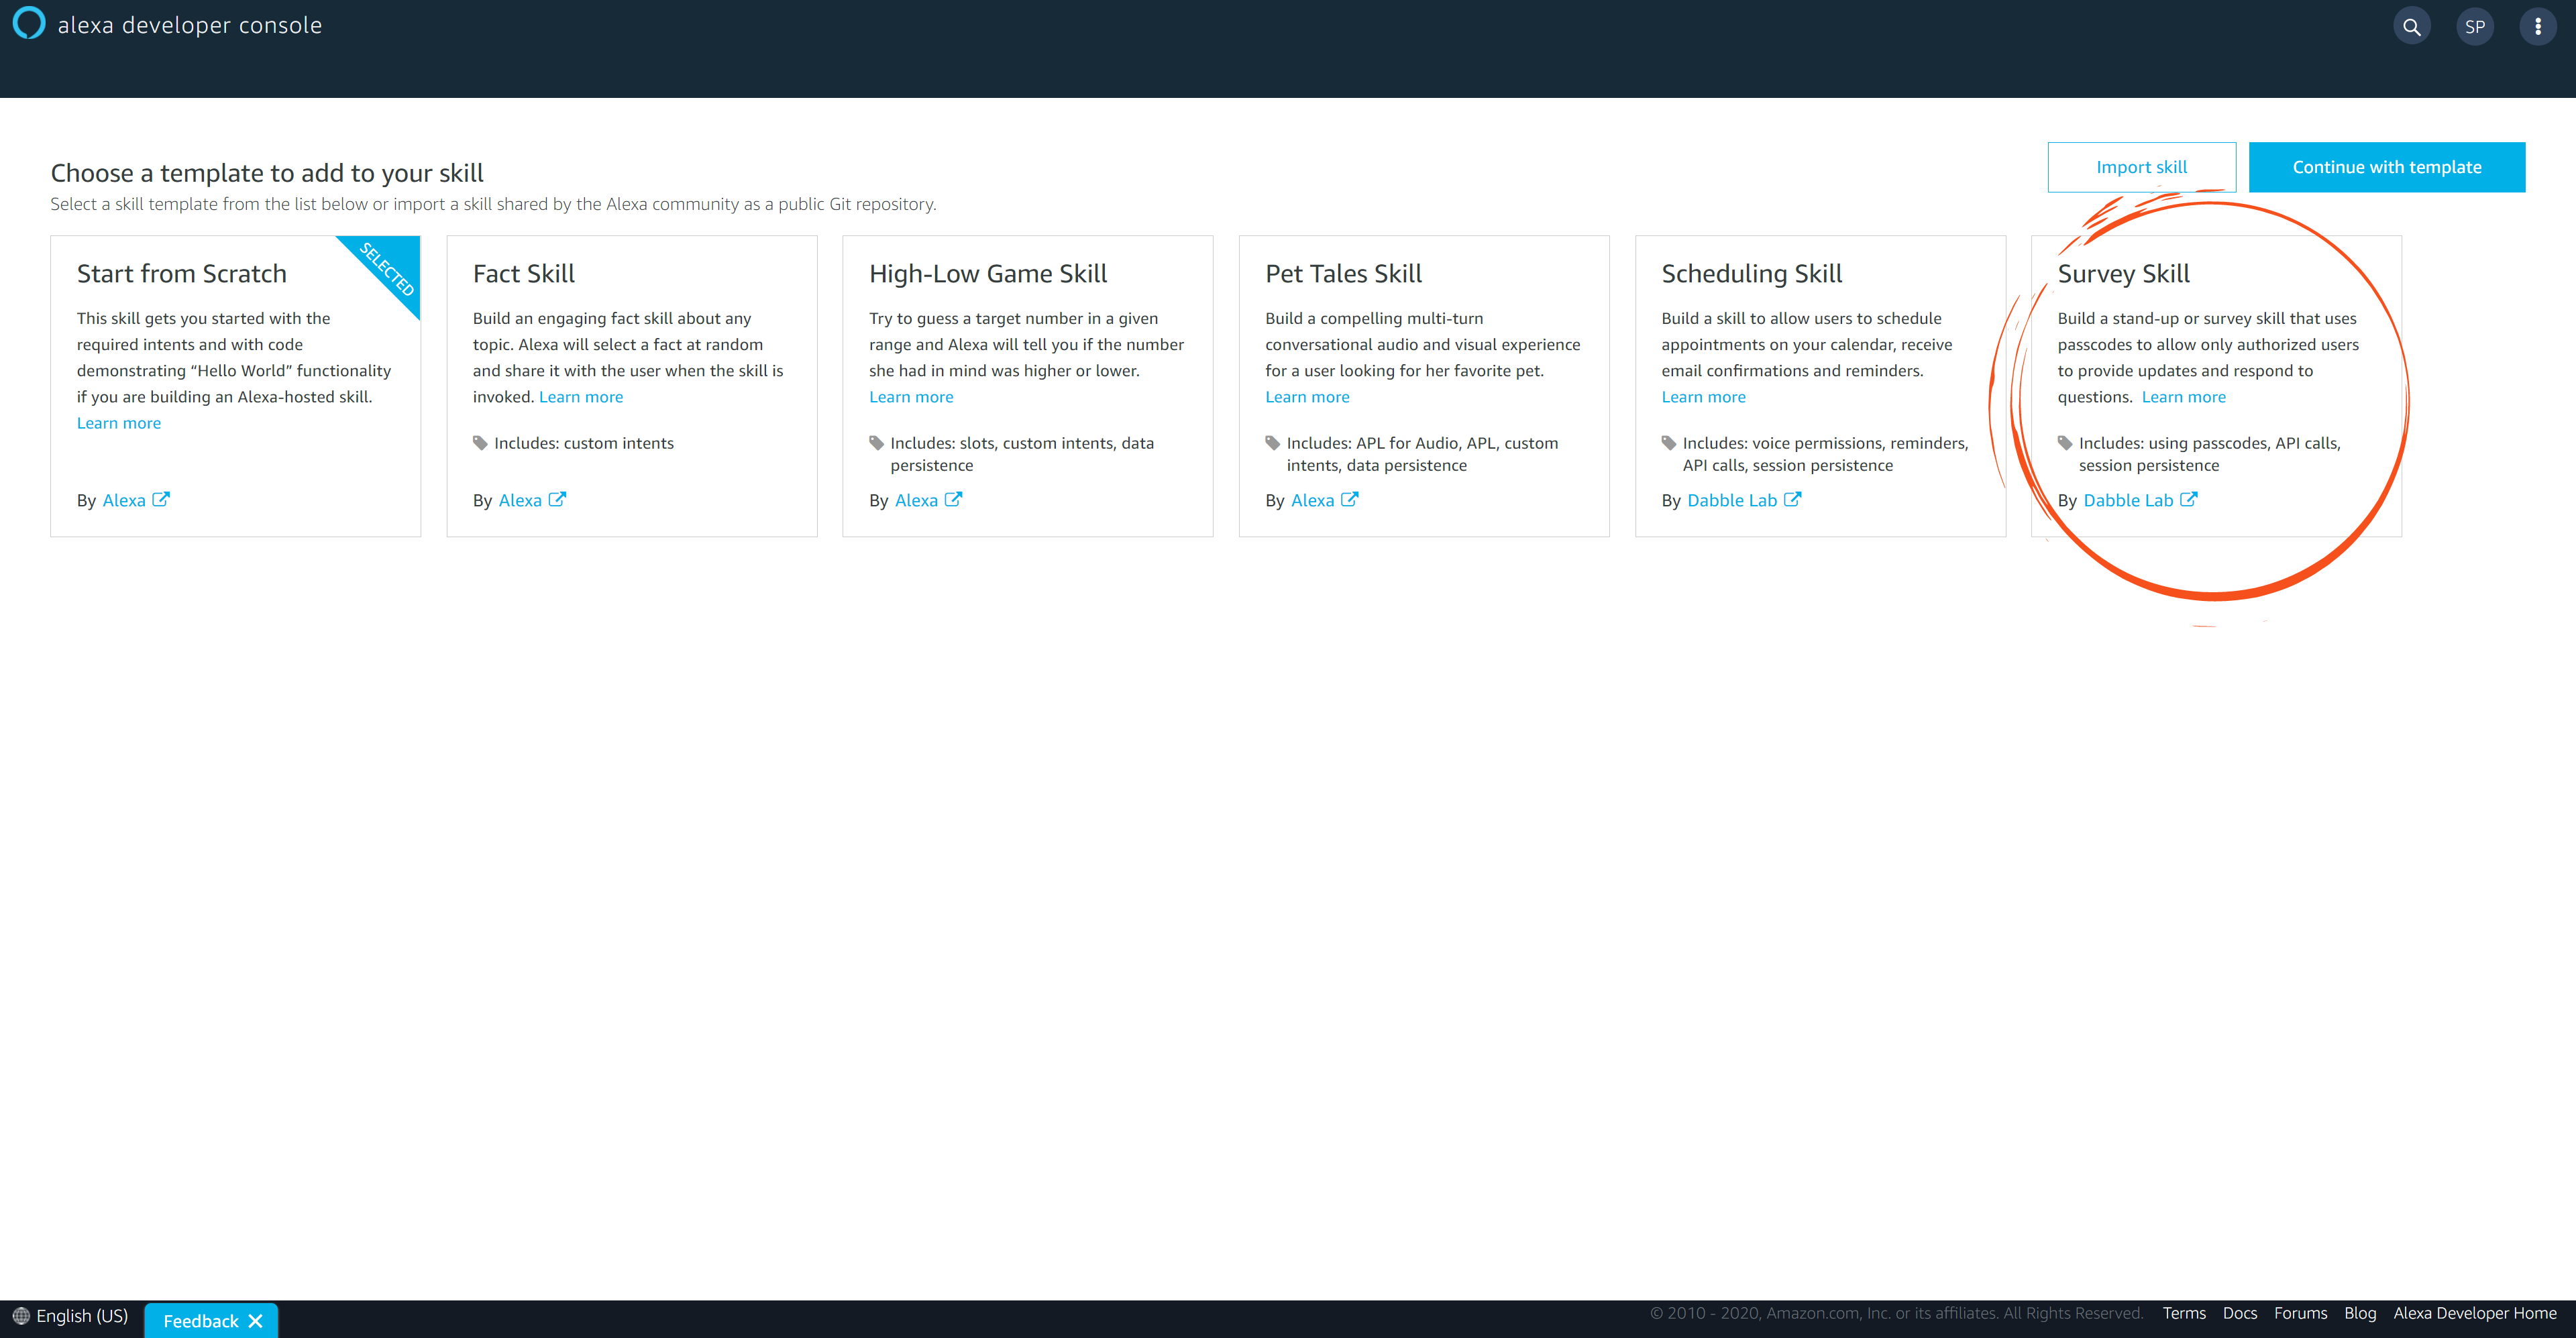 alexa developer console
SP
Import skill
Continue with template
Choose a template to add to your skill
Select a skill template from the list below or import a skill shared by the Alexa community as a public Git repository.
Start from Scratch
SELECTED
This skill gets you started with the
required intents and with code
demonstrating “Hello World” functionality
if you are building an Alexa-hosted skill.
Learn more
By Alexa
Fact Skill
Build an engaging fact skill about any
topic. Alexa will select a fact at random
and share it with the user when the skill is
invoked. Learn more
Includes: custom intents
By Alexa
High-Low Game Skill
Try to guess a target number in a given
range and Alexa will tell you if the number
she had in mind was higher or lower.
Learn more
Includes: slots, custom intents, data
persistence
By Alexa
Pet Tales Skill
Build a compelling multi-turn
conversational audio and visual experience
for a user looking for her favorite pet.
Learn more
Includes: APL for Audio, APL, custom
intents, data persistence
By Alexa
Scheduling Skill
Build a skill to allow users to schedule
appointments on your calendar, receive
email confirmations and reminders.
Learn more
Includes: voice permissions, reminders,
API calls, session persistence
By Dabble Lab
Survey Skill
Build a stand-up or survey skill that uses
passcodes to allow only authorized users
to provide updates and respond to
questions. Learn more
Includes: using passcodes, API calls,
session persistence
By Dabble Lab
English (US)
Feedback
© 2010 - 2020, Amazon.com, Inc. or its affiliates. All Rights Reserved. Terms Docs Forums Blog Alexa Developer Home